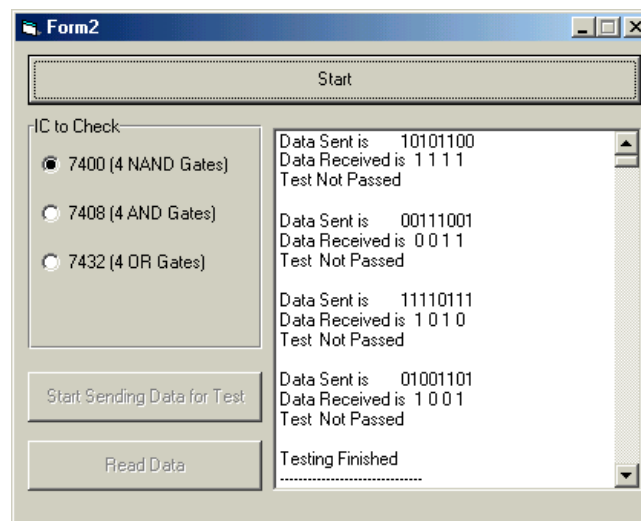 Form2
Start
IC to Check
7400 (4 NAND Gates)
7408 (4 AND Gates)
7432 (4 OR Gates)
Start Sending Data for Test
Read Data
Data Sent is 10101100
Data Received is 1 1 1 1
Test Not Passed
Data Sent is 00111001
Data Received is 0 0 1 1
Test Not Passed
Data Sent is 11110111
Data Received is 1 0 1 0
Test Not Passed
Data Sent is 01001101
Data Received is 1 0 0 1
Test Not Passed
Testing Finished
-------------------------------